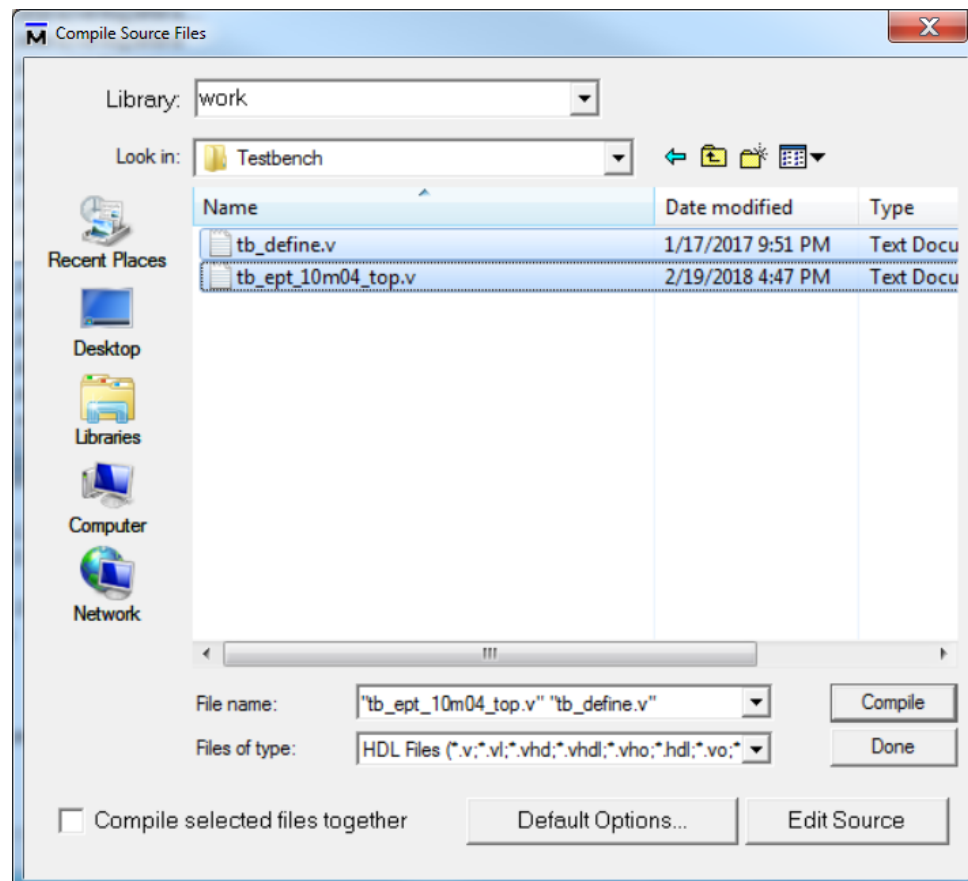 Compile Source Files
Library: work
Look in: Testbench
Name Date modified Type
tb_define.v 1/17/2017 9:51 PM Text Docu
tb_ept_10m04_top.v 2/19/2018 4:47 PM Text Docu
Recent Places
Desktop
Libraries
Computer
Network
File name: "tb_ept_10m04_top.v" "tb_define.v" Compile
Files of type: HDL Files (*.v;*.vl;*.vhd;*.vhdl;*.vho;*.hdl;*.vo;* Done
Compile selected files together Default Options... Edit Source